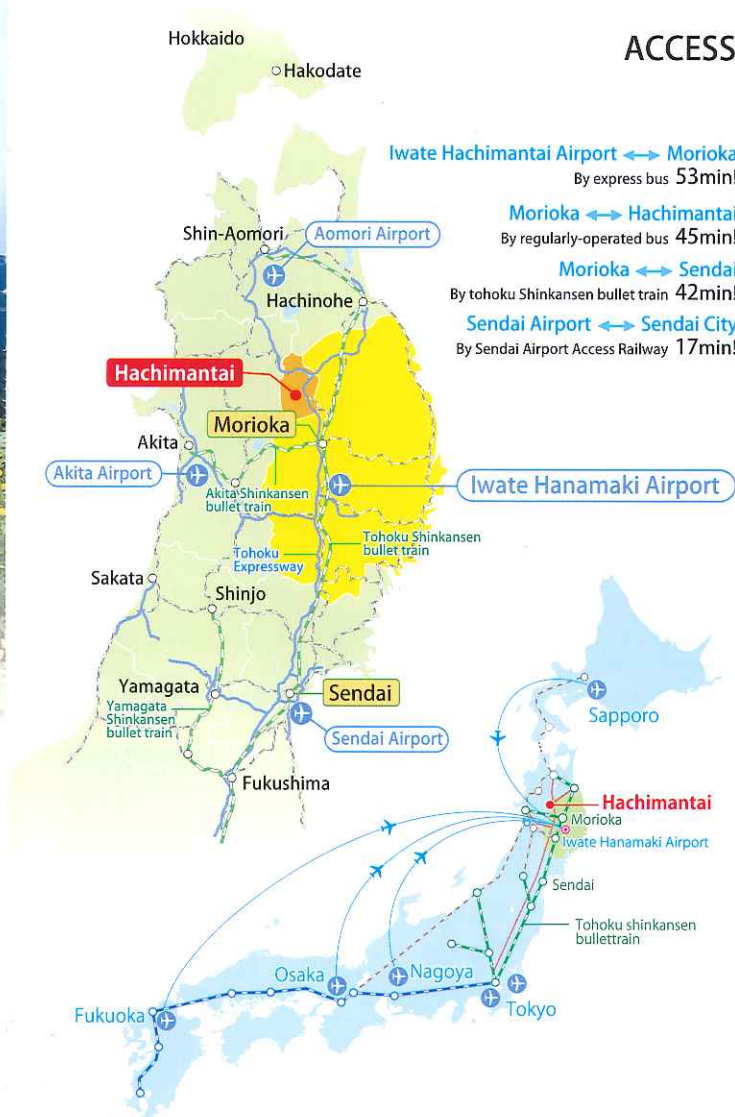 ACCESS
Hokkaido
Hakodate
Iwate Hachimantai Airport ⟷ Morioka
By express bus 53min!
Morioka ⟷ Hachimantai
By regularly-operated bus 45min!
Morioka ⟷ Sendai
By tohoku Shinkansen bullet train 42min!
Sendai Airport ⟷ Sendai City
By Sendai Airport Access Railway 17min!
Shin-Aomori
Aomori Airport
Hachinohe
Hachimantai
Morioka
Akita
Akita Airport
Akita Shinkansen
bullet train
Iwate Hanamaki Airport
Tohoku
Expressway
Tohoku Shinkansen
bullet train
Sakata
Shinjo
Yamagata
Yamagata
Shinkansen
bullet train
Sendai
Sendai Airport
Fukushima
Sapporo
Hachimantai
Morioka
Iwate Hanamaki Airport
Sendai
Tohoku shinkansen
bullettrain
Osaka
Nagoya
Tokyo
Fukuoka